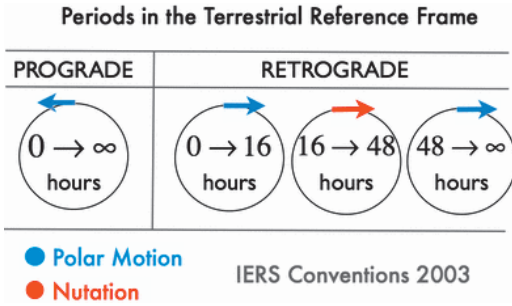 Periods in the Terrestrial Reference Frame
PROGRADE RETROGRADE
0 → ∞ 0 → 16 16 → 48 48 → ∞
hours hours hours hours
Polar Motion
Nutation
IERS Conventions 2003